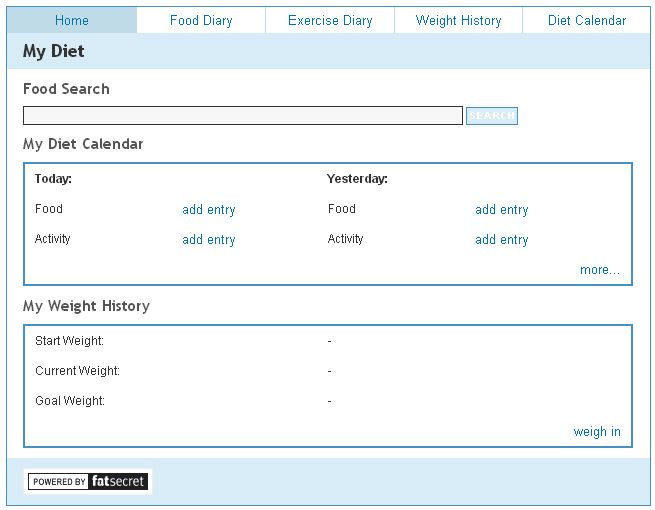 Home Food Diary Exercise Diary Weight History Diet Calendar
My Diet
Food Search
SEARCH
My Diet Calendar
Today: Yesterday:
Food add entry Food add entry
Activity add entry Activity add entry
more...
My Weight History
Start Weight: -
Current Weight: -
Goal Weight: -
weigh in
POWERED BY fatsecret